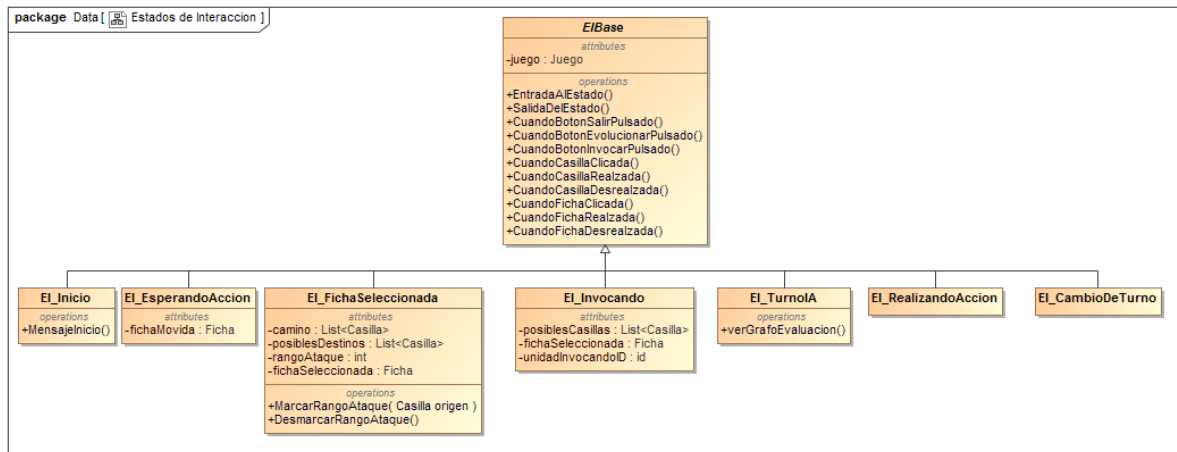 package Data [ Estados de Interaccion ]
EIBase
attributes
-juego : Juego
operations
+EntradaAlEstado()
+SalidaDelEstado()
+CuandoBotonSalirPulsado()
+CuandoBotonEvolucionarPulsado()
+CuandoBotonInvocarPulsado()
+CuandoCasillaClicada()
+CuandoCasillaRealzada()
+CuandoCasillaDesrealzada()
+CuandoFichaClicada()
+CuandoFichaRealzada()
+CuandoFichaDesrealzada()
EI_Inicio
operations
+MensajeInicio()
EI_EsperandoAccion
attributes
-fichaMovida : Ficha
EI_FichaSeleccionada
attributes
-camino : List<Casilla>
-posiblesDestinos : List<Casilla>
-rangoAtaque : int
-fichaSeleccionada : Ficha
operations
+MarcarRangoAtaque( Casilla origen )
+DesmarcarRangoAtaque()
EI_Invocando
attributes
-posiblesCasillas : List<Casilla>
-fichaSeleccionada : Ficha
-unidadInvocandoID : id
EI_TurnoIA
operations
+verGrafoEvaluacion()
EI_RealizandoAccion
EI_CambioDeTurno